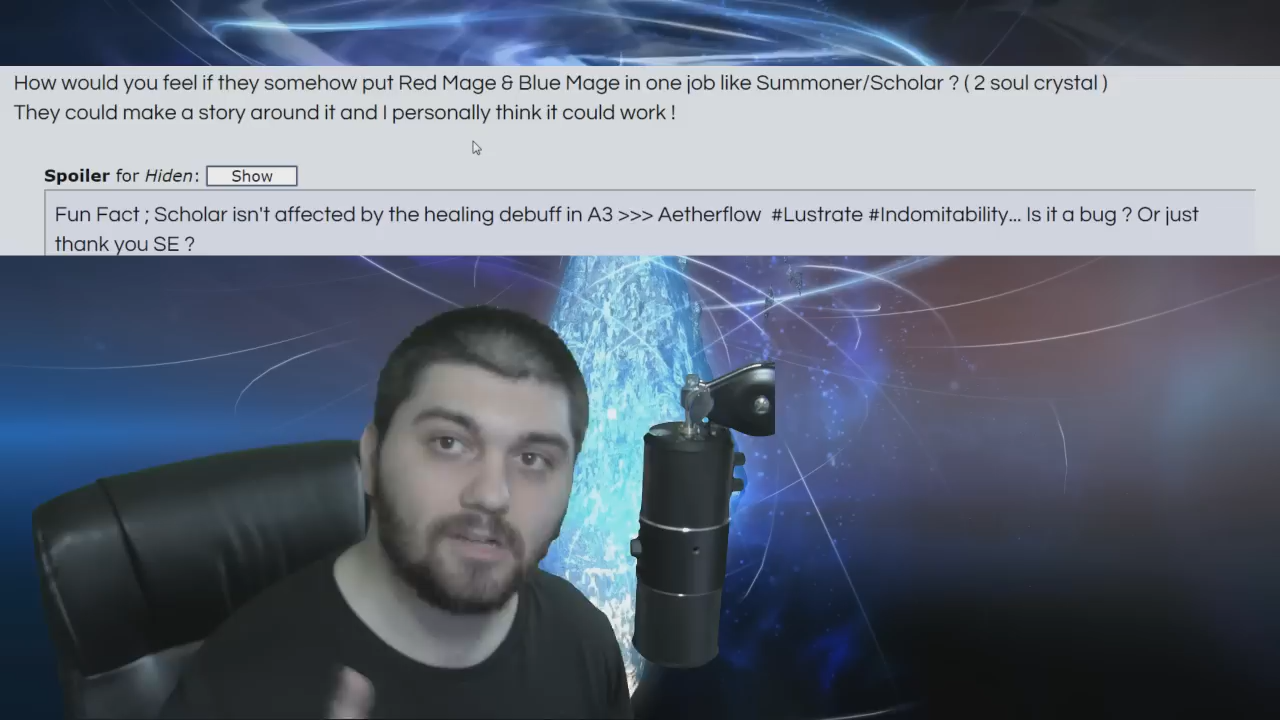 How would you feel if they somehow put Red Mage & Blue Mage in one job like Summoner/Scholar ? ( 2 soul crystal )
They could make a story around it and I personally think it could work !
Spoiler for Hiden: Show
Fun Fact ; Scholar isn't affected by the healing debuff in A3 >>> Aetherflow #Lustrate #Indomitability... Is it a bug ? Or just
thank you SE ?